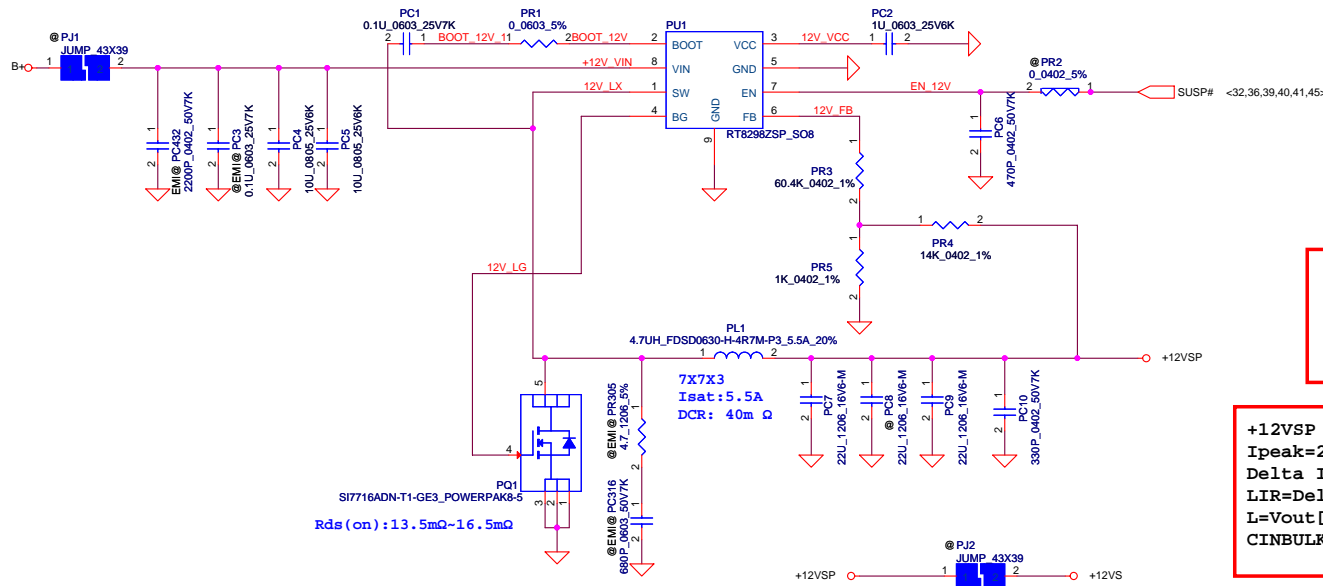 @ PJ1
JUMP_43X39
B+
1
2
PC1
0.1U_0603_25V7K
2
1
BOOT_12V_1
PR1
0_0603_5%
1
2
BOOT_12V
+12V_VIN
12V_LX
PU1
2
BOOT
8
VIN
1
SW
4
BG
VCC
3
GND
5
EN
7
FB
6
GND
9
RT8298ZSP_SO8
12V_VCC
PC2
1U_0603_25V6K
2
1
EN_12V
12V_FB
@ PR2
0_0402_5%
2
1
SUSP#
<32,36,39,40,41,45>
1
2
EMI@ PC432
2200P_0402_50V7K
1
2
@EMI@ PC3
0.1U_0603_25V7K
1
2
PC4
10U_0805_25V6K
1
2
PC5
10U_0805_25V6K
1
2
PC6
470P_0402_50V7K
1
PR3
60.4K_0402_1%
2
1
2
PR4
14K_0402_1%
1
PR5
1K_0402_1%
2
12V_LG
PL1
4.7UH_FDSD0630-H-4R7M-P3_5.5A_20%
1
2
+12VSP
7X7X3
Isat:5.5A
DCR: 40m Ω
5
4
3
2
1
PQ1
SI7716ADN-T1-GE3_POWERPAK8-5
Rds(on):13.5mΩ~16.5mΩ
1
2
@EMI@ PR305
4.7_1206_5%
1
2
@EMI@ PC316
680P_0603_50V7K
1
2
PC7
22U_1206_16V6-M
1
2
@ PC8
22U_1206_16V6-M
1
2
PC9
22U_1206_16V6-M
1
2
PC10
330P_0402_50V7K
+12VSP
Ipeak=2
Delta I
LIR=Del
L=Vout[
CINBULK
@ PJ2
JUMP_43X39
+12VSP
1
2
+12VS